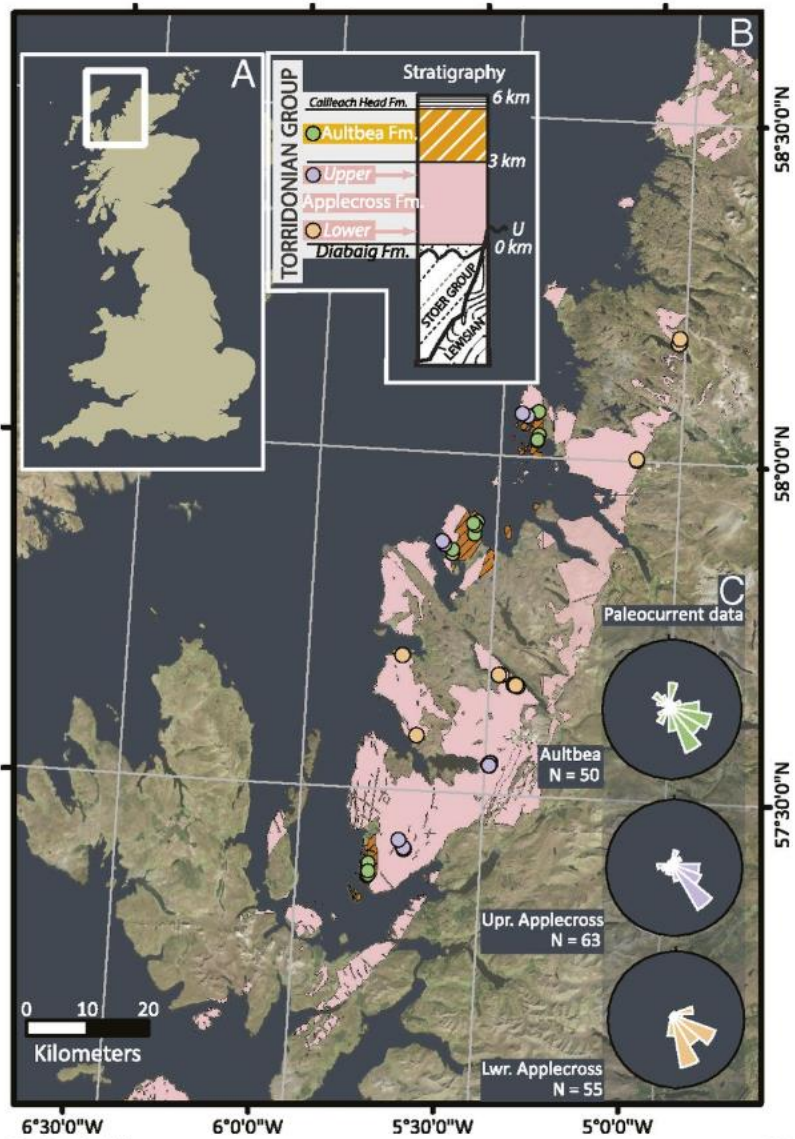 A
B
Stratigraphy
TORRIDONIAN GROUP
Cailleach Head Fm.
6 km
Aultbea Fm.
3 km
Upper
Applecross Fm.
Lower
U
0 km
Diabaig Fm.
STOER GROUP
LEWISIAN
58°30'0"N
58°0'0"N
57°30'0"N
C
Paleocurrent data
Aultbea
N = 50
Upr. Applecross
N = 63
Lwr. Applecross
N = 55
0 10 20
Kilometers
6°30'0"W 6°0'0"W 5°30'0"W 5°0'0"W